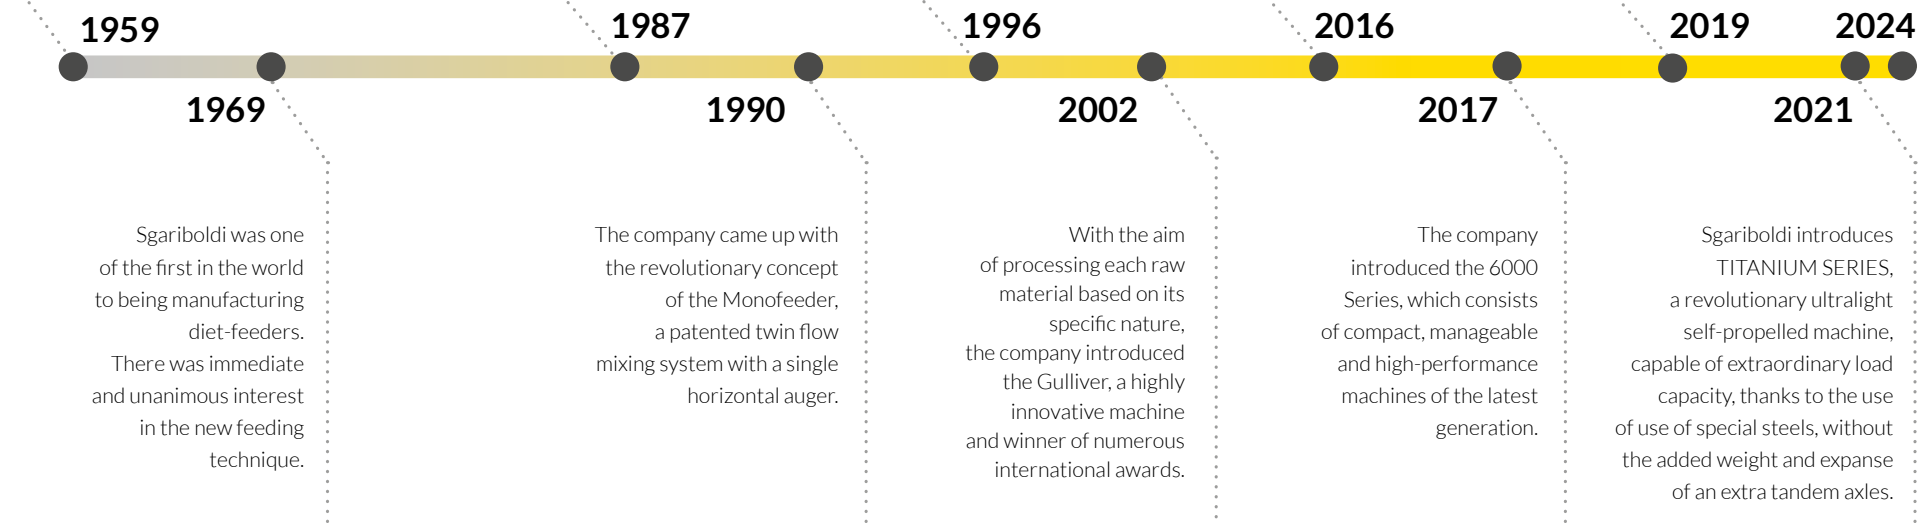 1959
1987
1996
2016
2019
2024
1969
1990
2002
2017
2021
Sgariboldi was one
of the first in the world
to being manufacturing
diet-feeders.
There was immediate
and unanimous interest
in the new feeding
technique.
The company came up with
the revolutionary concept
of the Monofeeder,
a patented twin flow
mixing system with a single
horizontal auger.
With the aim
of processing each raw
material based on its
specific nature,
the company introduced
the Gulliver, a highly
innovative machine
and winner of numerous
international awards.
The company
introduced the 6000
Series, which consists
of compact, manageable
and high-performance
machines of the latest
generation.
Sgariboldi introduces
TITANIUM SERIES,
a revolutionary ultralight
self-propelled machine,
capable of extraordinary load
capacity, thanks to the use
of use of special steels, without
the added weight and expanse
of an extra tandem axles.